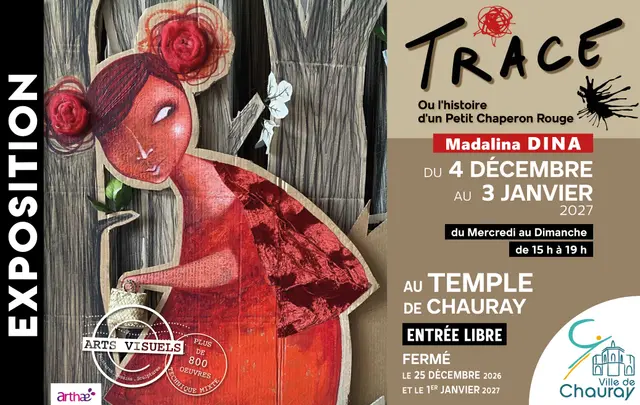 EXPOSITION
TRACE
Ou l'histoire
d'un Petit Chaperon Rouge
Madalina DINA
DU 4 DÉCEMBRE
AU 3 JANVIER
2027
du Mercredi au Dimanche
de 15 h à 19 h
AU TEMPLE
DE CHAURAY
ENTRÉE LIBRE
FERMÉ
LE 25 DÉCEMBRE 2026
ET LE 1ER JANVIER 2027
ARTS VISUELS
PLUS DE
800
OEUVRES
TECHNIQUE MIXTE
arthæ
Ville de
Chauray